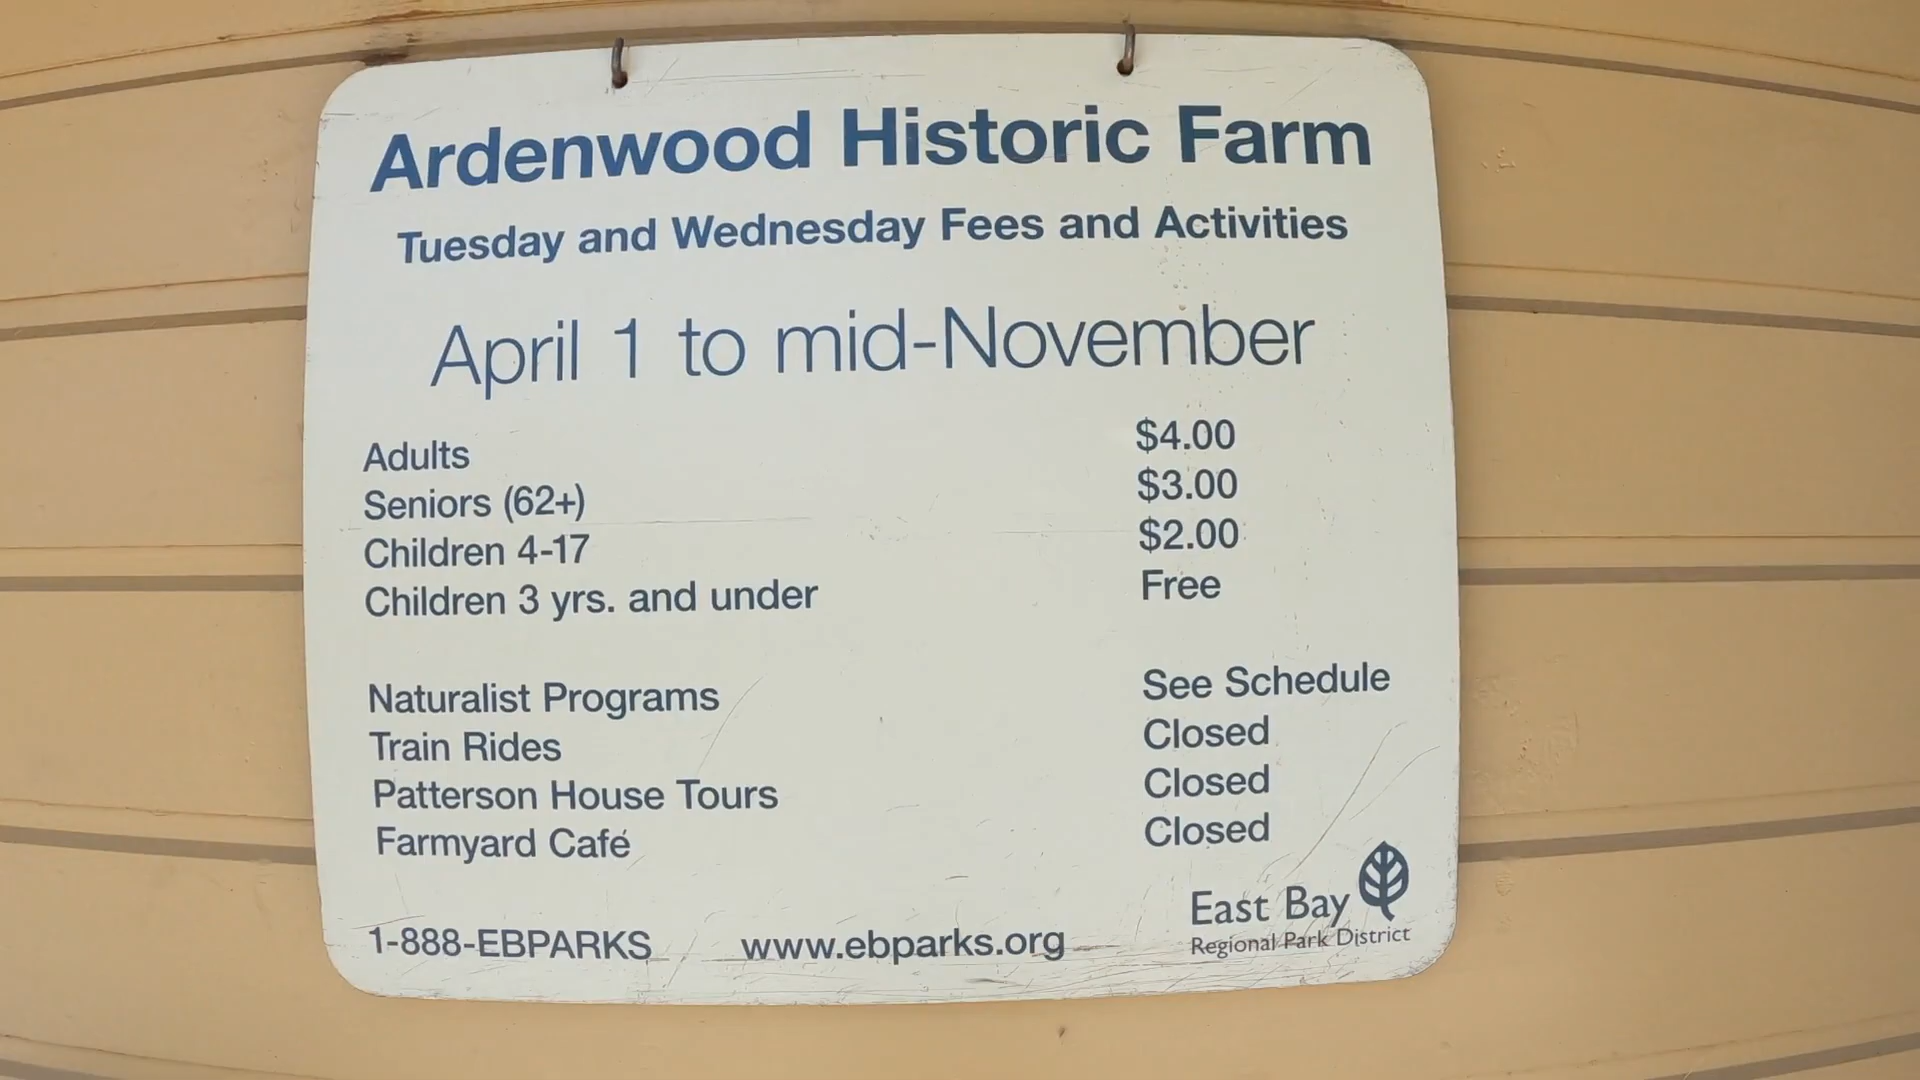 Ardenwood Historic Farm
Tuesday and Wednesday Fees and Activities
April 1 to mid-November
Adults $4.00
Seniors (62+) $3.00
Children 4-17 $2.00
Children 3 yrs. and under Free
Naturalist Programs See Schedule
Train Rides Closed
Patterson House Tours Closed
Farmyard Café Closed
1-888-EBPARKS www.ebparks.org
East Bay
Regional Park District